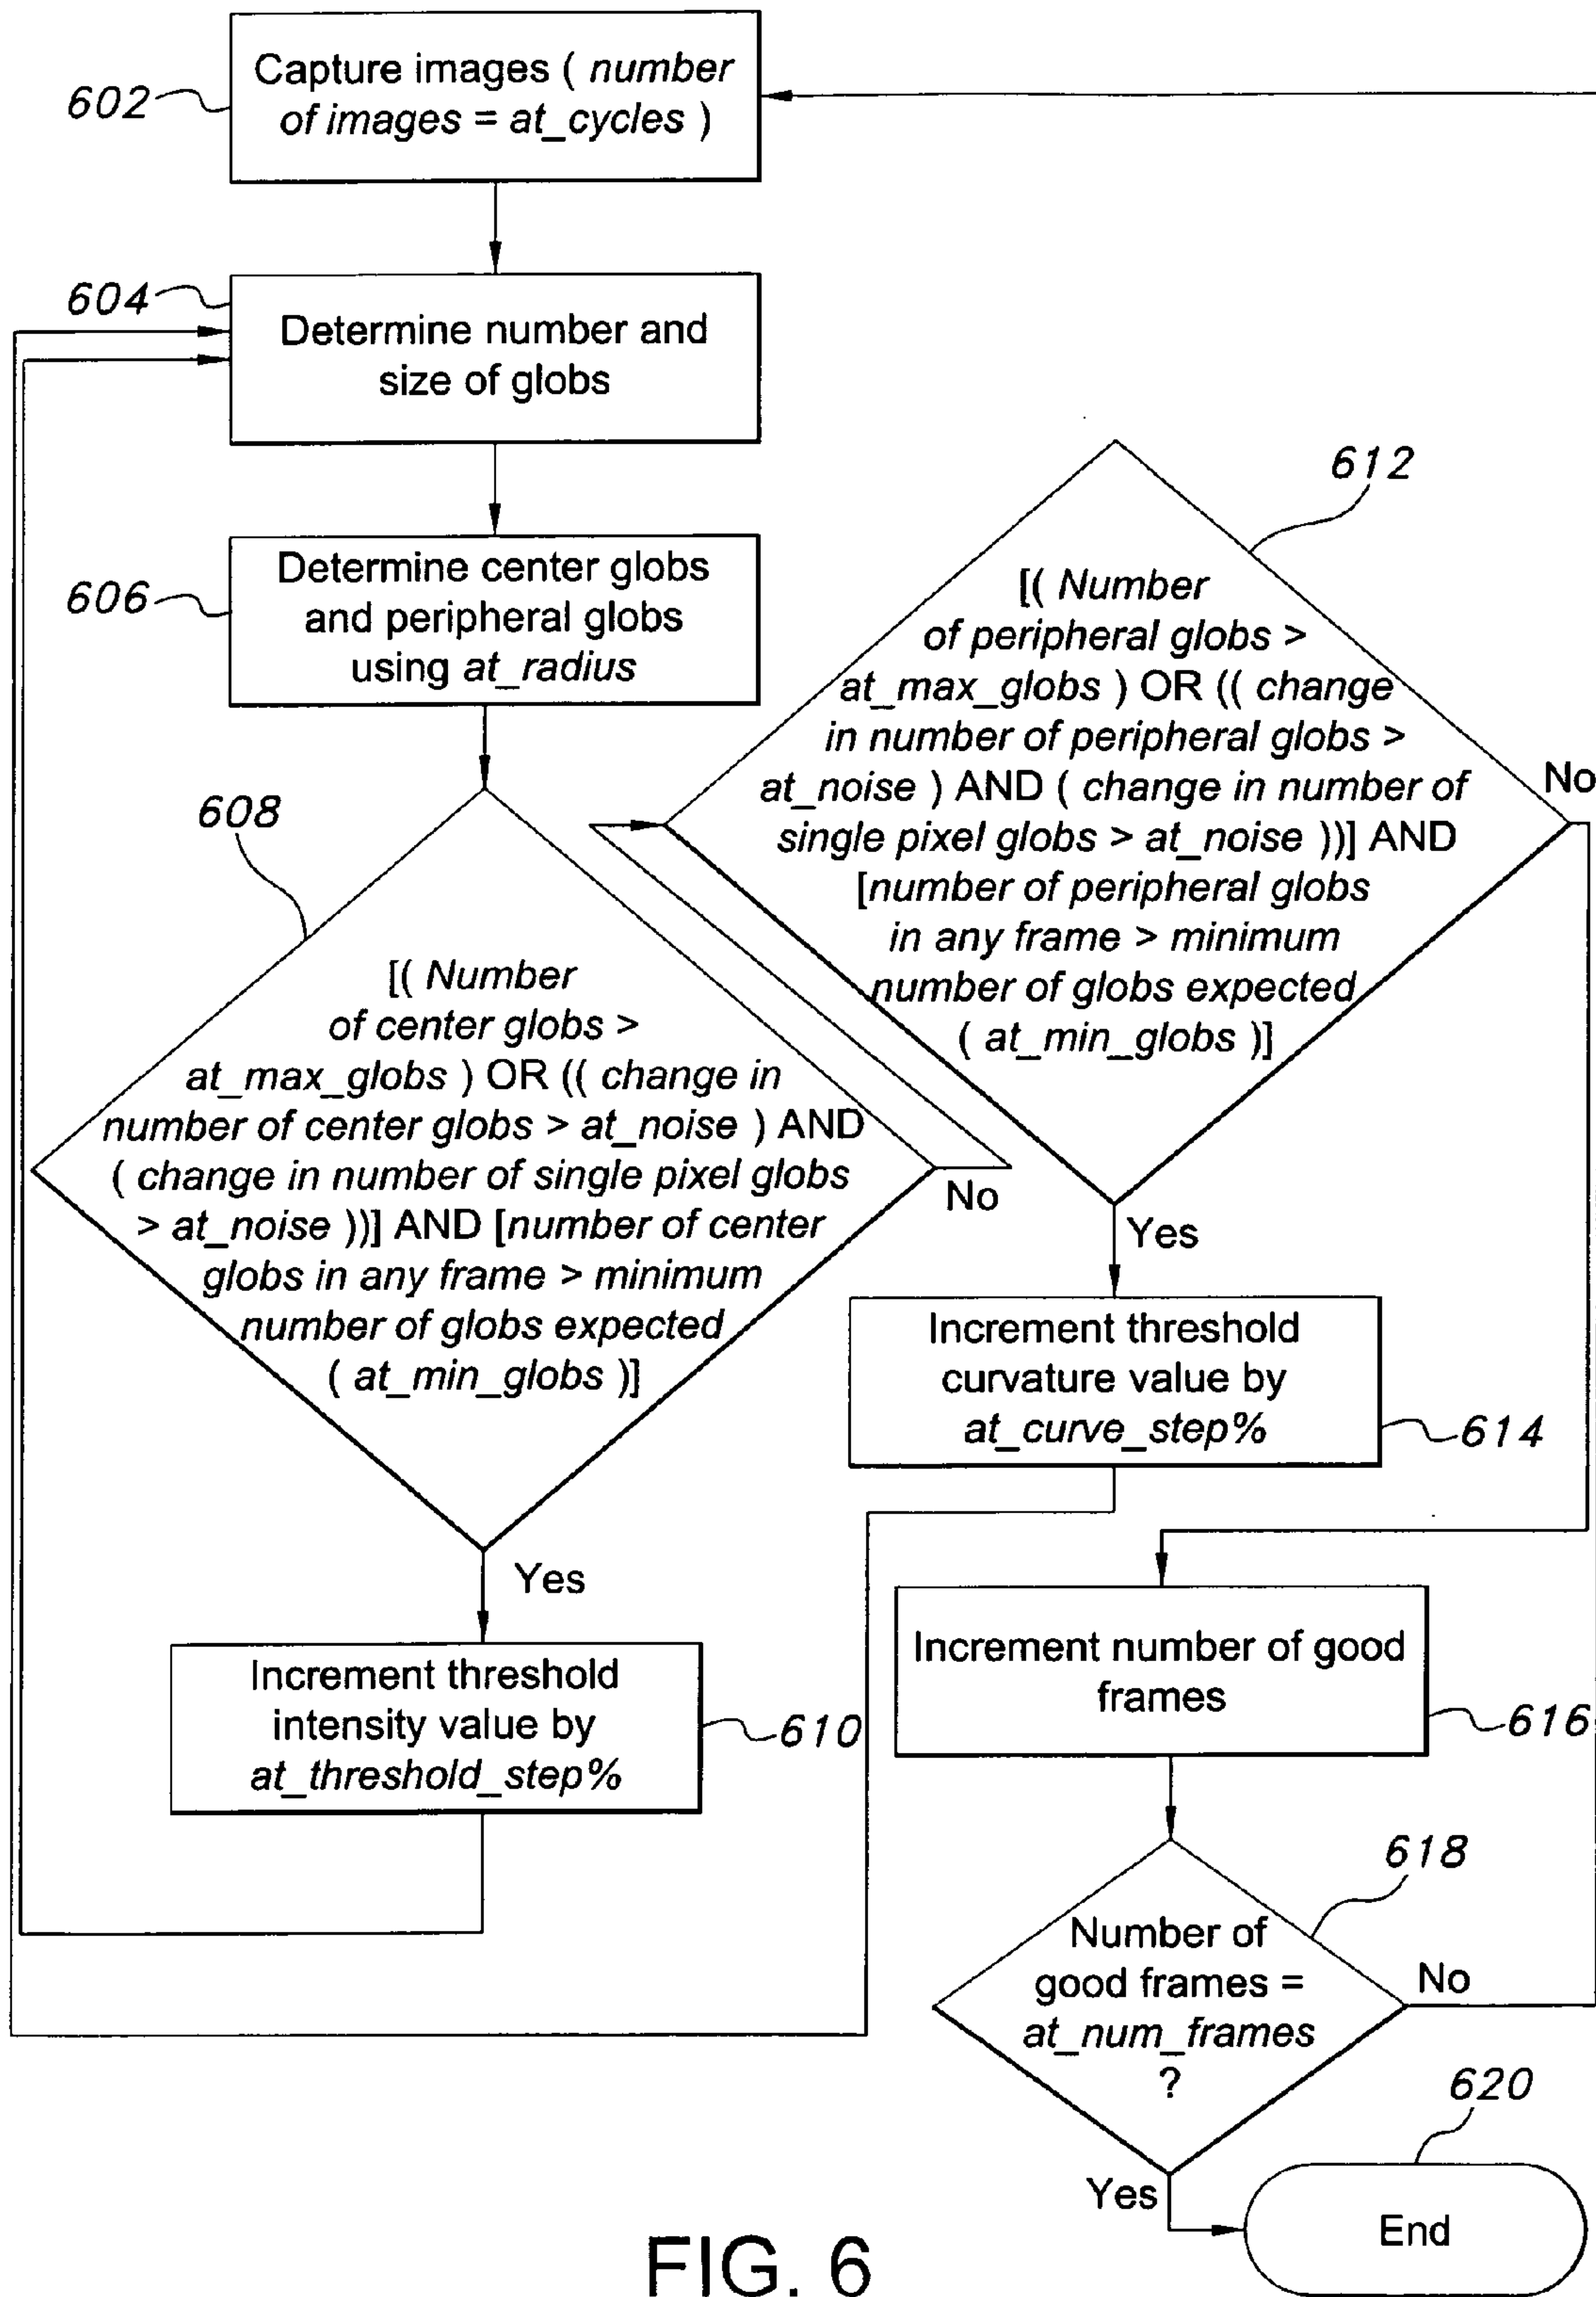 602
Capture images ( number
of images = at_cycles )
604
Determine number and
size of globs
606
Determine center globs
and peripheral globs
using at_radius
608
[( Number
of center globs >
at_max_globs ) OR (( change in
number of center globs > at_noise ) AND
( change in number of single pixel globs
> at_noise ))] AND [number of center
globs in any frame > minimum
number of globs expected
( at_min_globs )]
No
Yes
Increment threshold
intensity value by
at_threshold_step%
610
612
[( Number
of peripheral globs >
at_max_globs ) OR (( change
in number of peripheral globs >
at_noise ) AND ( change in number of
single pixel globs > at_noise ))] AND
[number of peripheral globs
in any frame > minimum
number of globs expected
( at_min_globs )]
No
Yes
Increment threshold
curvature value by
at_curve_step%
614
Increment number of good
frames
616
618
Number of
good frames =
at_num_frames
?
No
Yes
620
End
FIG. 6